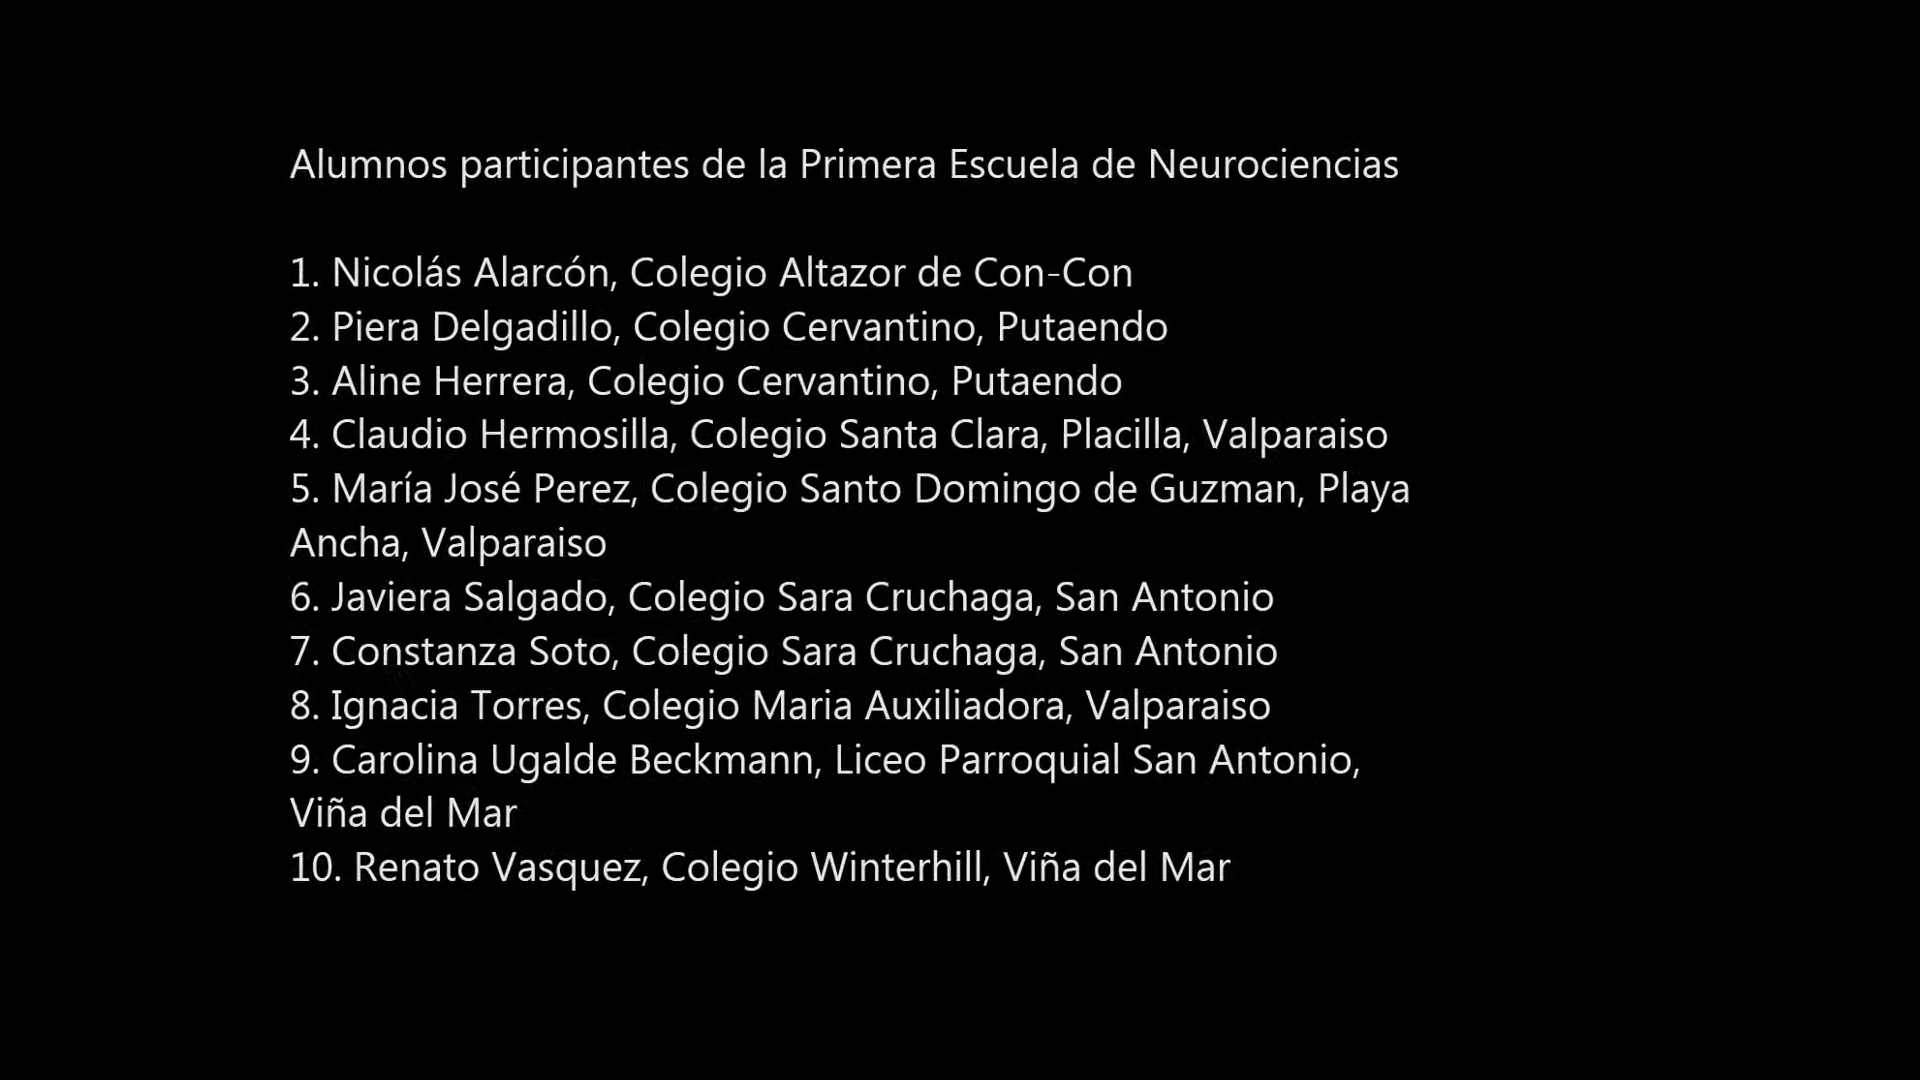 Alumnos participantes de la Primera Escuela de Neurociencias
1. Nicolás Alarcón, Colegio Altazor de Con-Con
2. Piera Delgadillo, Colegio Cervantino, Putaendo
3. Aline Herrera, Colegio Cervantino, Putaendo
4. Claudio Hermosilla, Colegio Santa Clara, Placilla, Valparaiso
5. María José Perez, Colegio Santo Domingo de Guzman, Playa
Ancha, Valparaiso
6. Javiera Salgado, Colegio Sara Cruchaga, San Antonio
7. Constanza Soto, Colegio Sara Cruchaga, San Antonio
8. Ignacia Torres, Colegio Maria Auxiliadora, Valparaiso
9. Carolina Ugalde Beckmann, Liceo Parroquial San Antonio,
Viña del Mar
10. Renato Vasquez, Colegio Winterhill, Viña del Mar